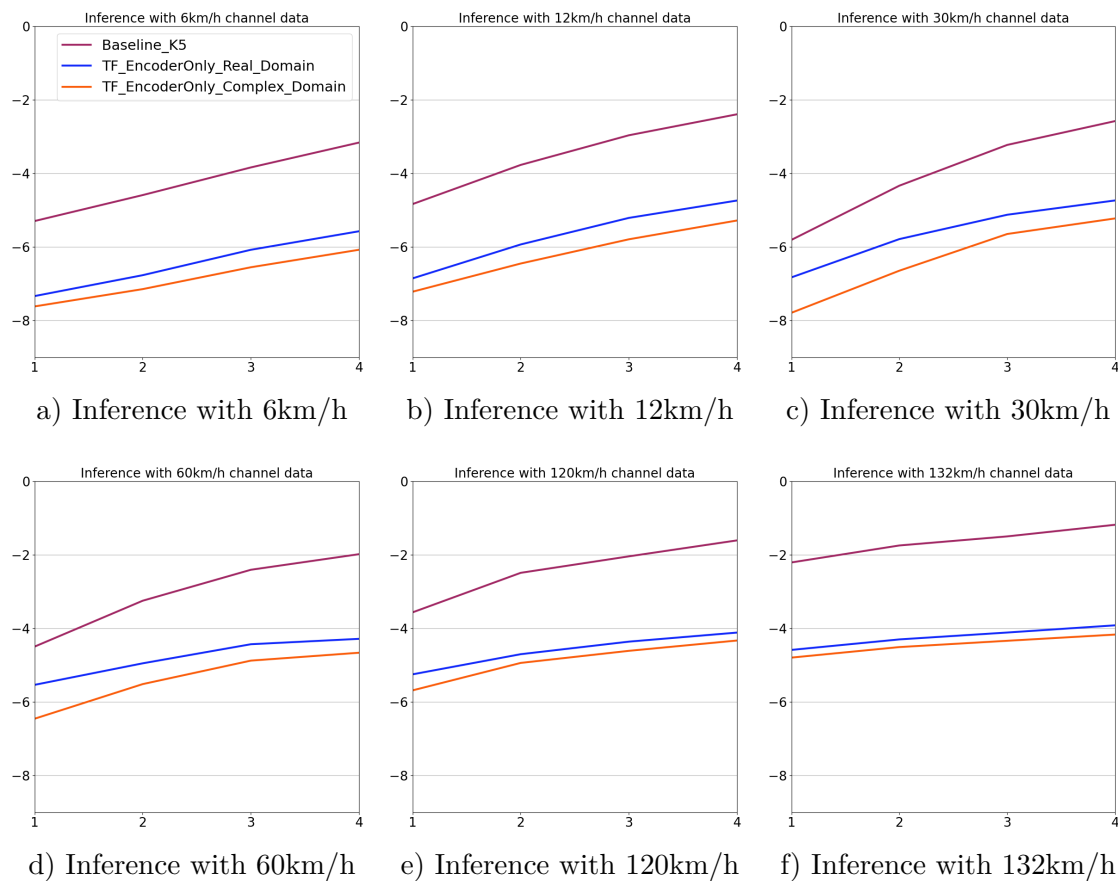 Inference with 6km/h channel data
Inference with 12km/h channel data
Inference with 30km/h channel data
0
Baseline_K5
TF_EncoderOnly_Real_Domain
TF_EncoderOnly_Complex_Domain
−2
−4
−6
−8
1 2 3 4
0
−2
−4
−6
−8
1 2 3 4
0
−2
−4
−6
−8
1 2 3 4
a) Inference with 6km/h
b) Inference with 12km/h
c) Inference with 30km/h
Inference with 60km/h channel data
Inference with 120km/h channel data
Inference with 132km/h channel data
0
−2
−4
−6
−8
1 2 3 4
0
−2
−4
−6
−8
1 2 3 4
0
−2
−4
−6
−8
1 2 3 4
d) Inference with 60km/h
e) Inference with 120km/h
f) Inference with 132km/h